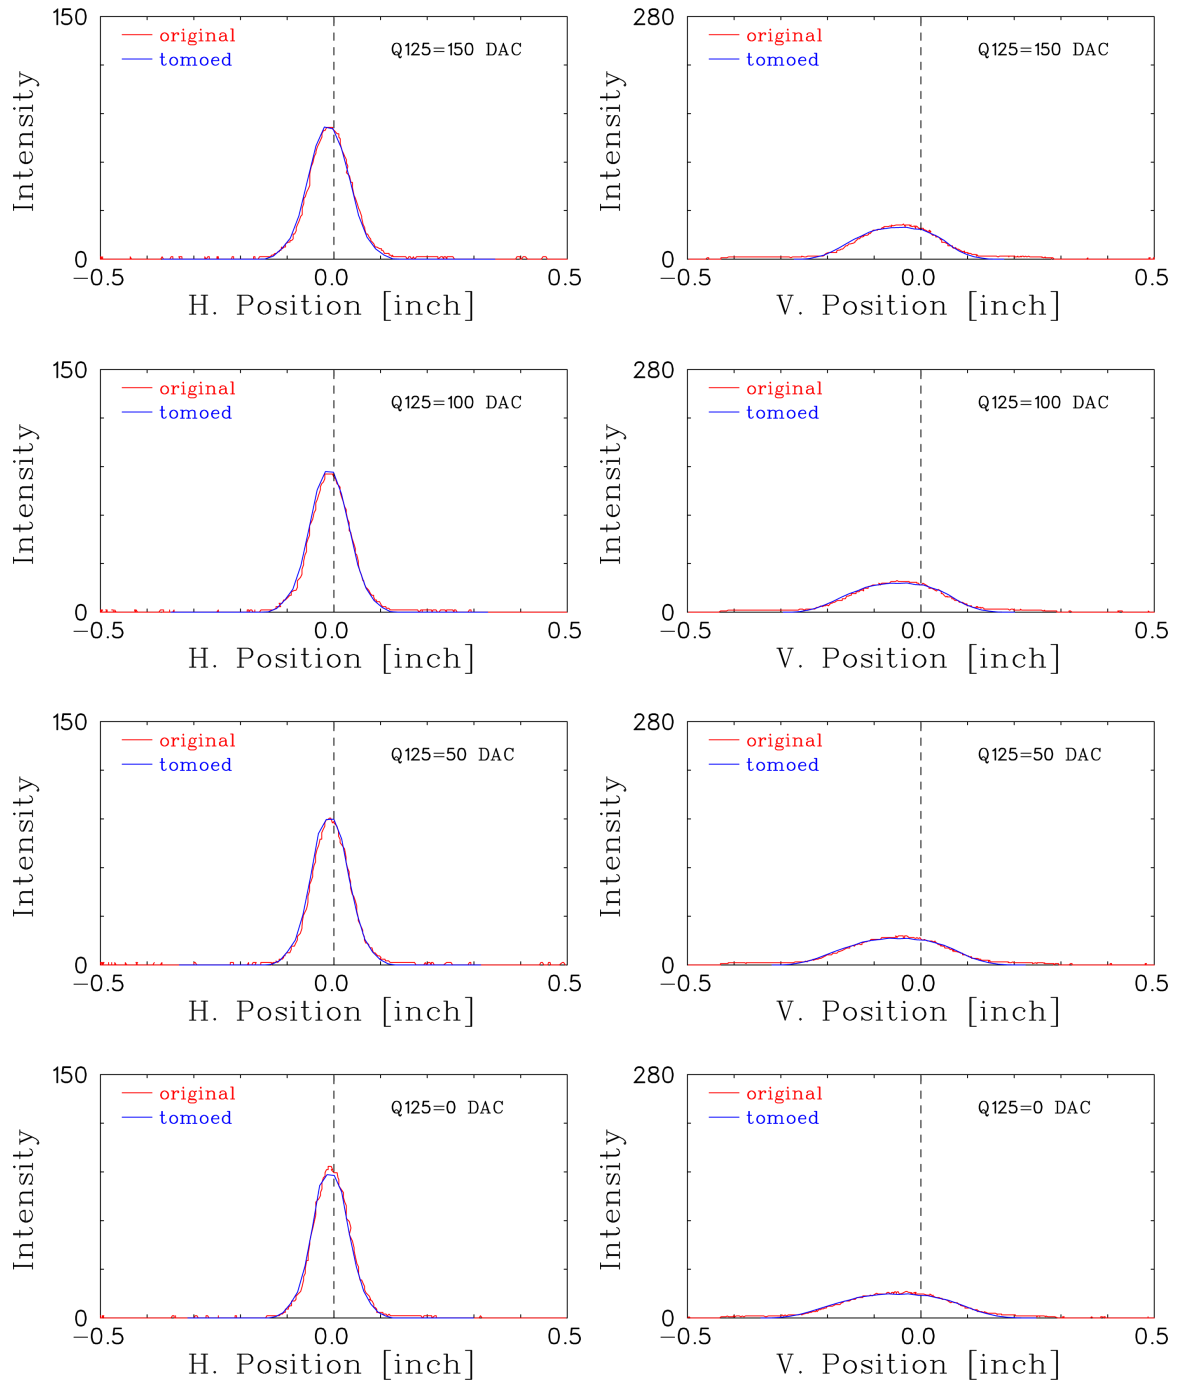 150
original
tomoed
Q125=150 DAC
Intensity
0
−0.5 0.0 0.5
H. Position [inch]
280
original
tomoed
Q125=150 DAC
Intensity
0
−0.5 0.0 0.5
V. Position [inch]
150
original
tomoed
Q125=100 DAC
Intensity
0
−0.5 0.0 0.5
H. Position [inch]
280
original
tomoed
Q125=100 DAC
Intensity
0
−0.5 0.0 0.5
V. Position [inch]
150
original
tomoed
Q125=50 DAC
Intensity
0
−0.5 0.0 0.5
H. Position [inch]
280
original
tomoed
Q125=50 DAC
Intensity
0
−0.5 0.0 0.5
V. Position [inch]
150
original
tomoed
Q125=0 DAC
Intensity
0
−0.5 0.0 0.5
H. Position [inch]
280
original
tomoed
Q125=0 DAC
Intensity
0
−0.5 0.0 0.5
V. Position [inch]